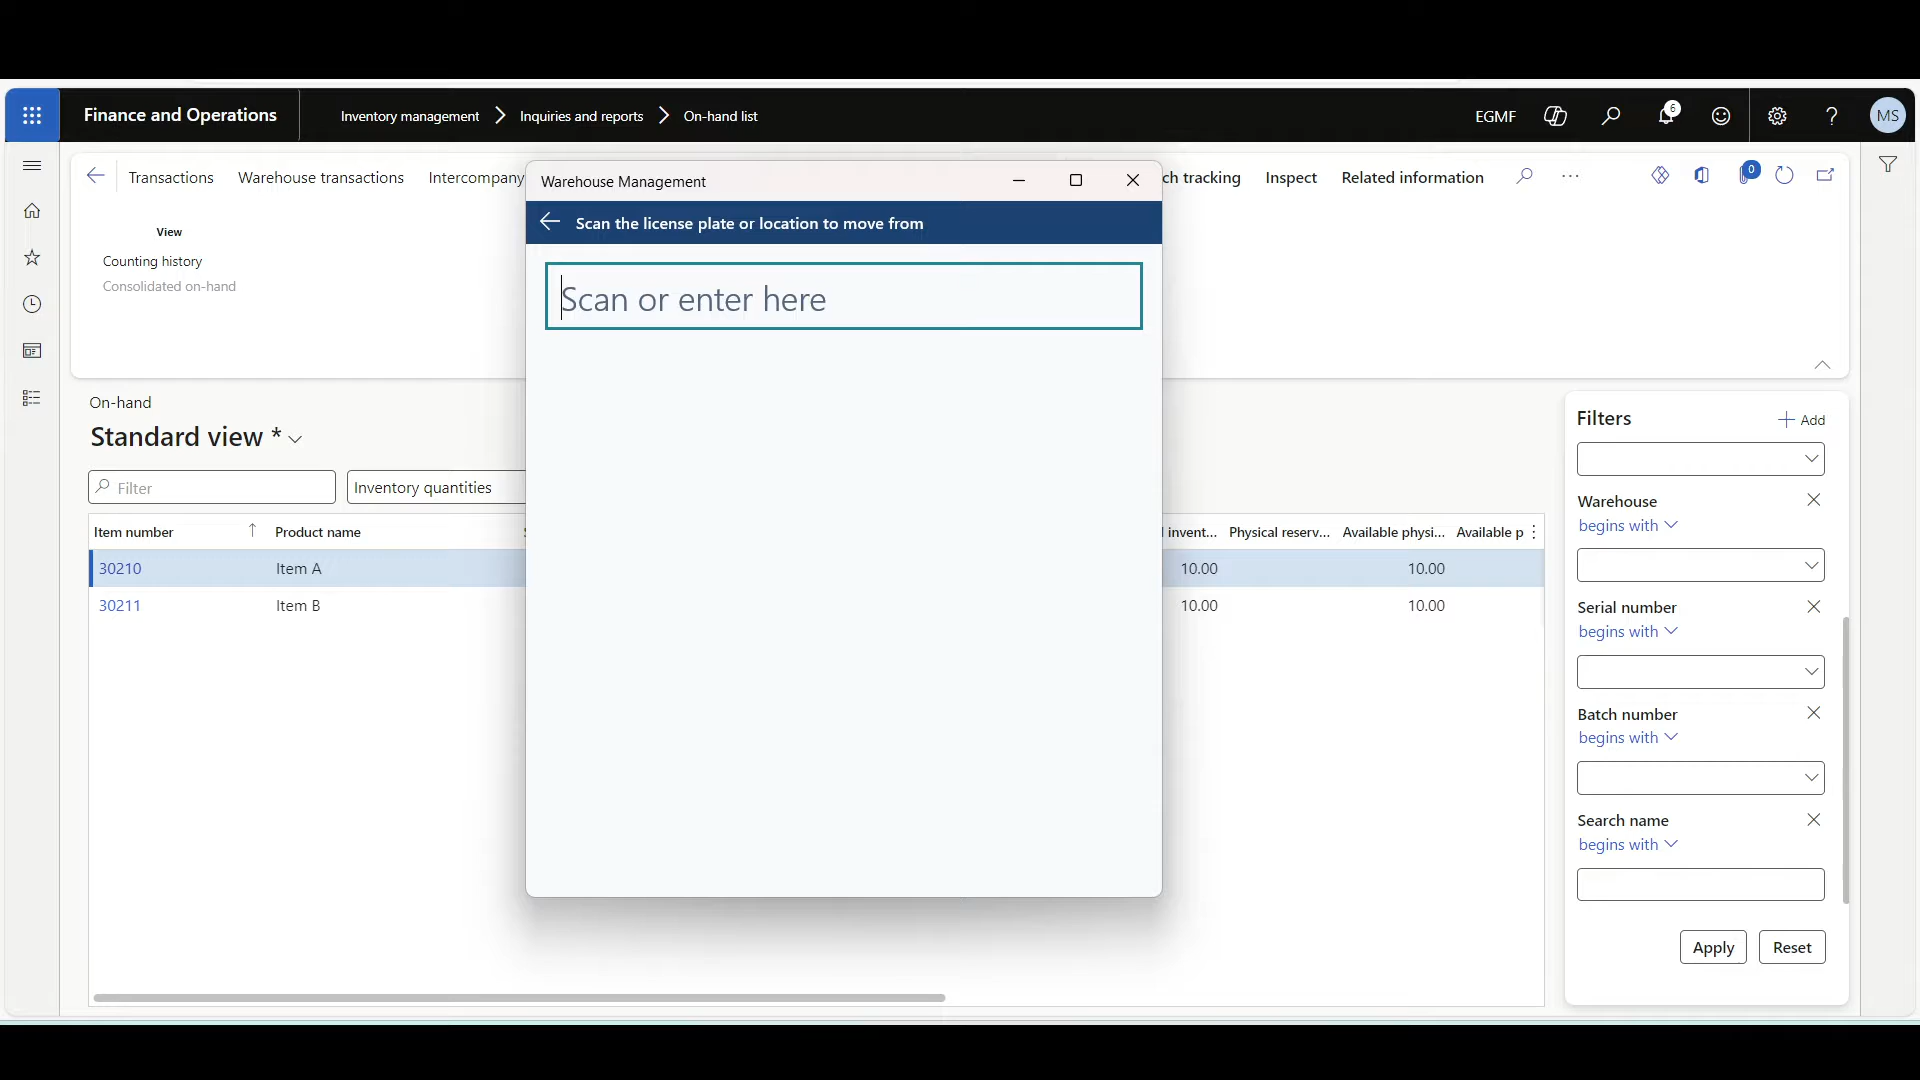 Finance and Operations
Inventory management
Inquiries and reports
On-hand list
EGMF
6
?
MS
Transactions
Warehouse transactions
Intercompany
ch tracking
Inspect
Related information
0
View
Counting history
Consolidated on-hand
Warehouse Management
Scan the license plate or location to move from
Scan or enter here
On-hand
Standard view *
Filter
Inventory quantities
Item number
Product name
invent...
Physical reserv...
Available physi...
Available p
30210
Item A
10.00
10.00
30211
Item B
10.00
10.00
Filters
Add
Warehouse
begins with
Serial number
begins with
Batch number
begins with
Search name
begins with
Apply
Reset